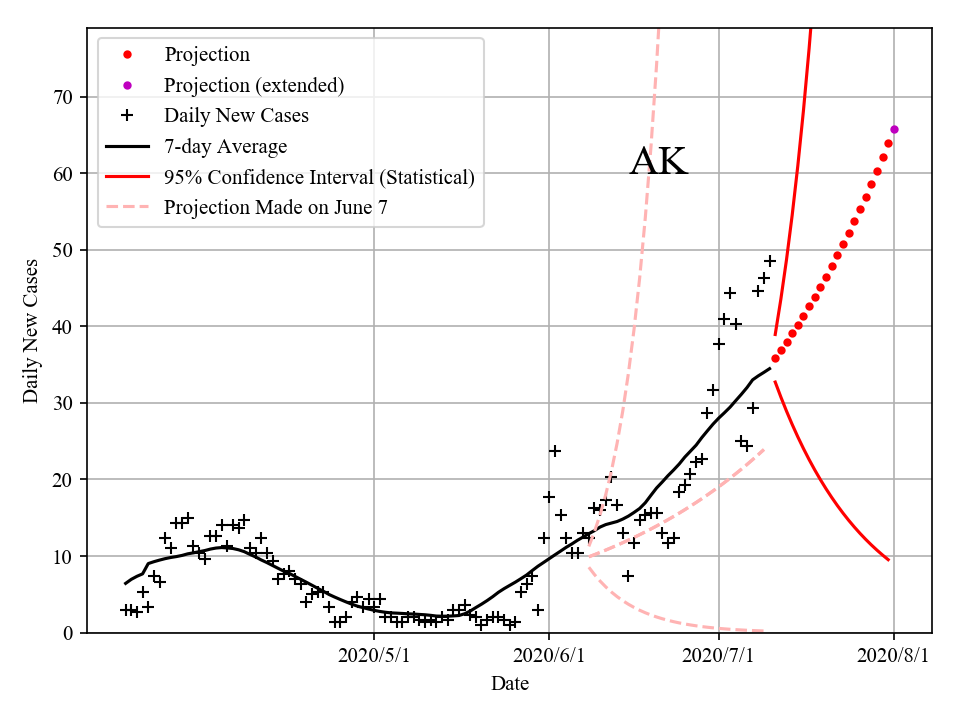 Projection
Projection (extended)
Daily New Cases
7-day Average
95% Confidence Interval (Statistical)
Projection Made on June 7
AK
70
60
50
40
30
20
10
0
Daily New Cases
2020/5/1 2020/6/1 2020/7/1 2020/8/1
Date